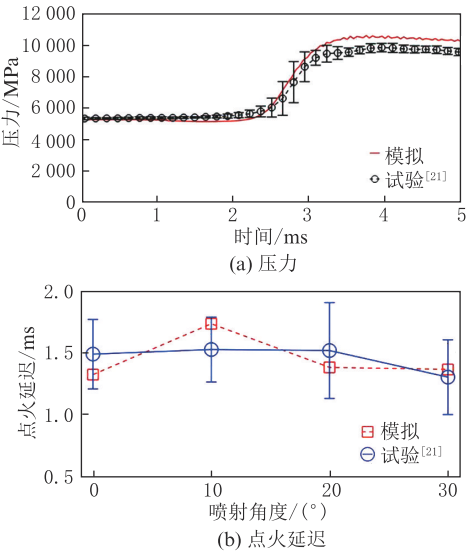 12 000
10 000
8 000
6 000
4 000
2 000
0
压力/MPa
模拟
试验[21]
0 1 2 3 4 5
时间/ms
(a) 压力
2.0
1.5
1.0
0.5
点火延迟/ms
模拟
试验[21]
0 10 20 30
喷射角度/(°)
(b) 点火延迟